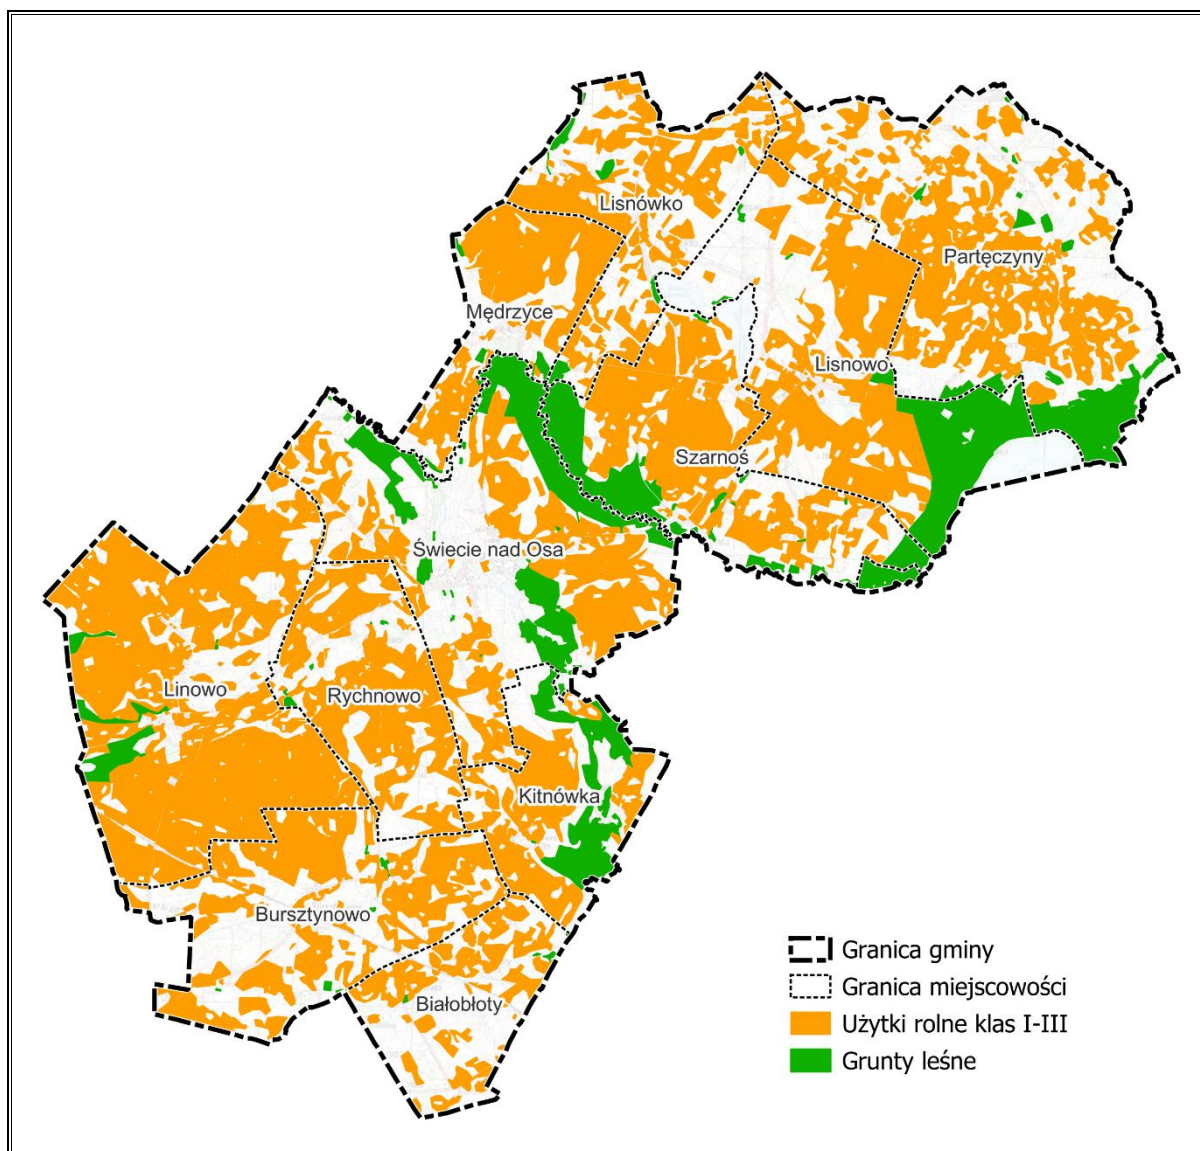 Lisnówko
Partęczyny
Mędrzyce
Lisnowo
Szarnoś
Świecie nad Osa
Linowo
Rychnowo
Kitnówka
Bursztynowo
Białobłoty
Granica gminy
Granica miejscowości
Użytki rolne klas I-III
Grunty leśne